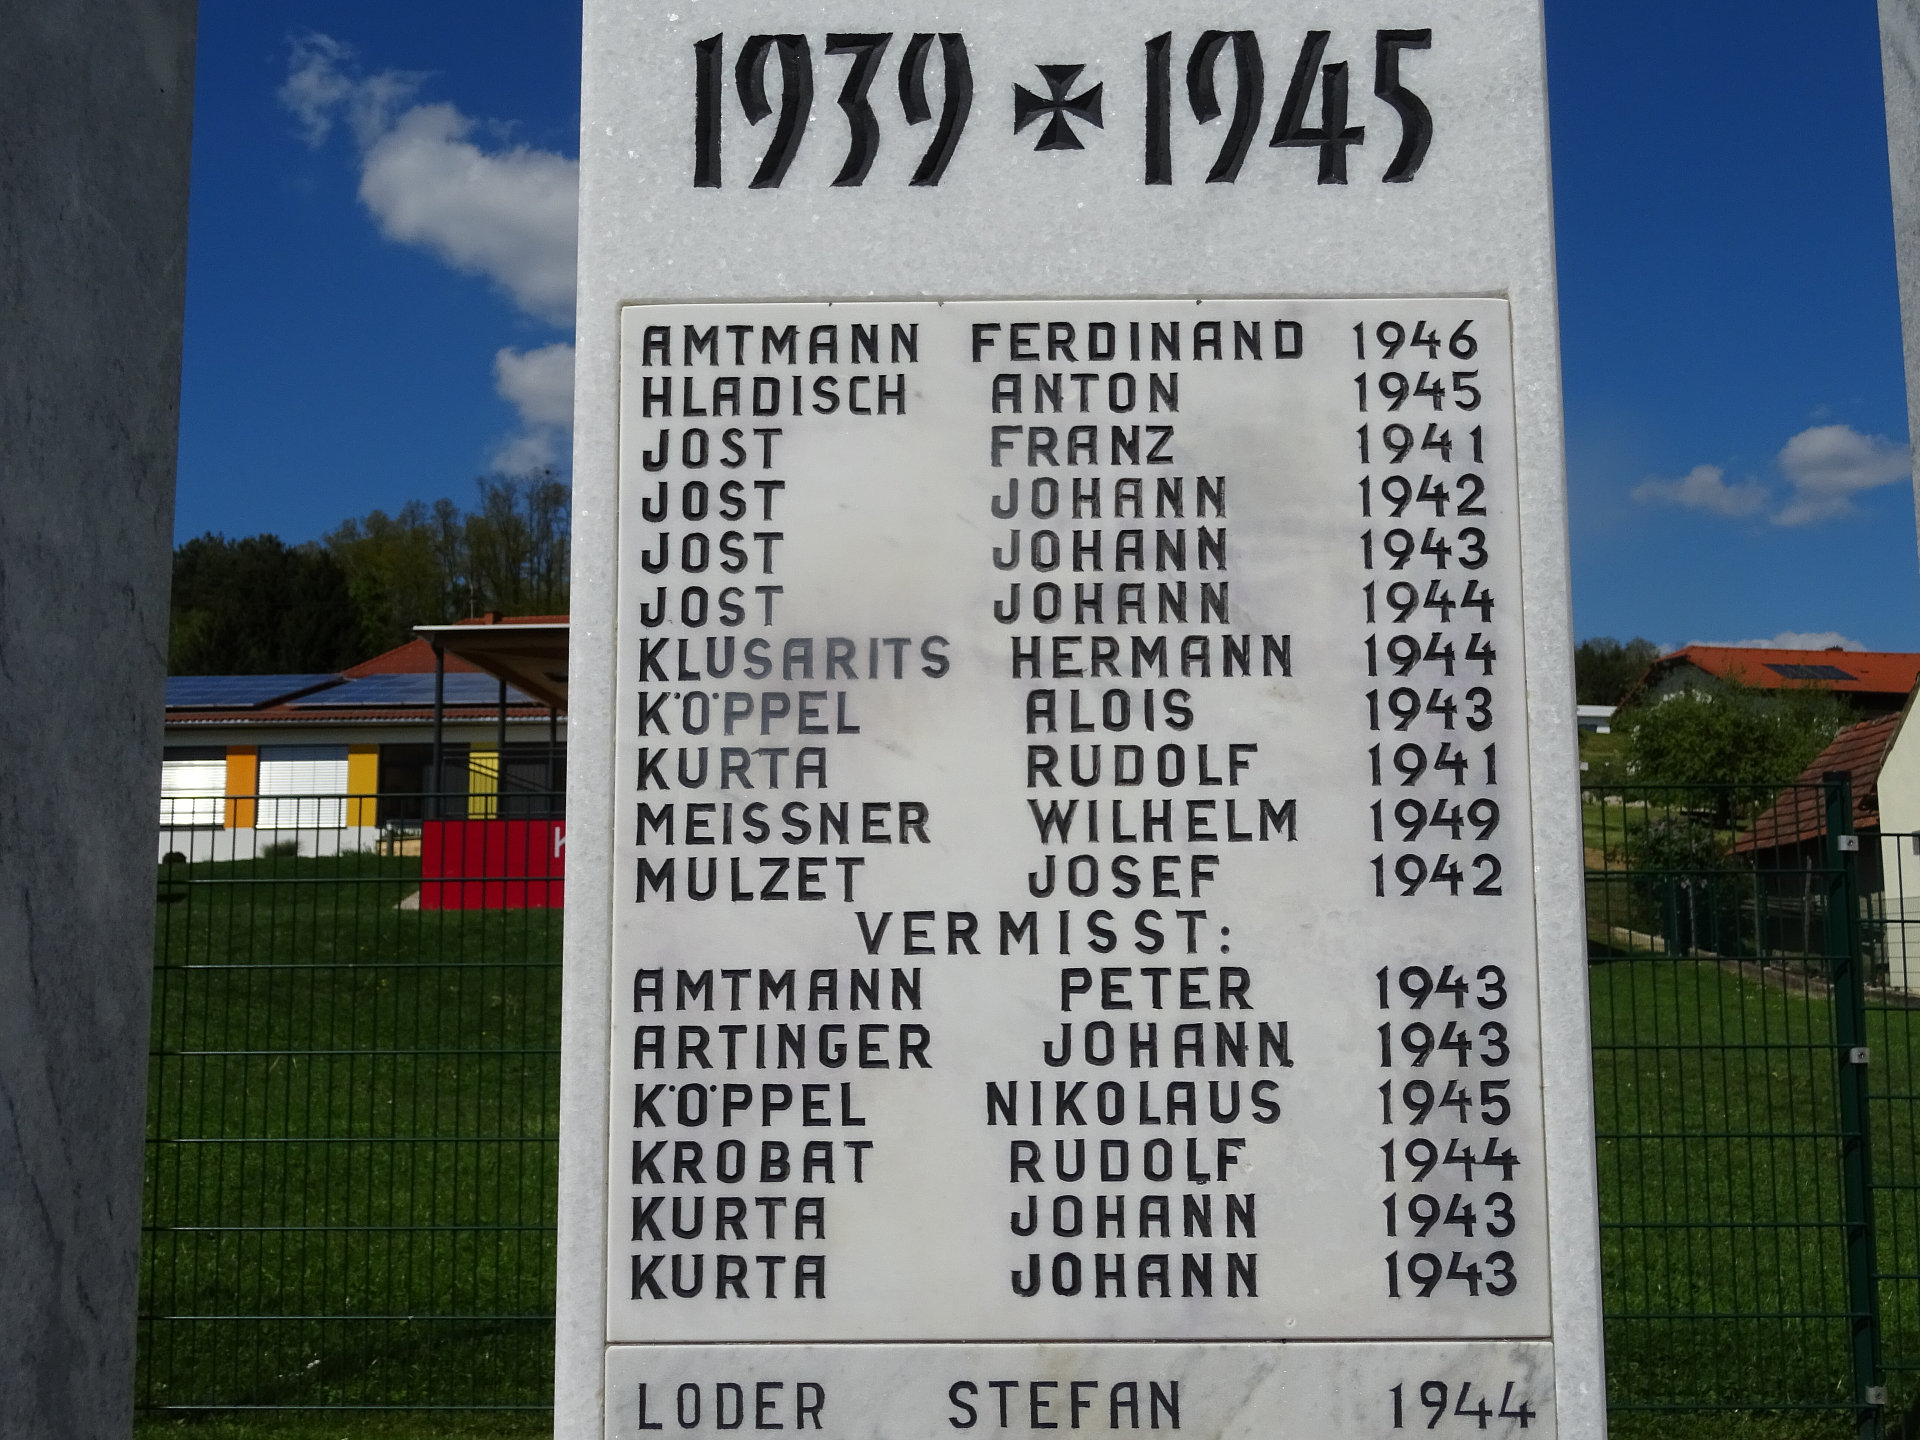 1939 ✠ 1945
AMTMANN FERDINAND 1946
HLADISCH ANTON 1945
JOST FRANZ 1941
JOST JOHANN 1942
JOST JOHANN 1943
JOST JOHANN 1944
KLUSARITS HERMANN 1944
KÖPPEL ALOIS 1943
KURTA RUDOLF 1941
MEISSNER WILHELM 1949
MULZET JOSEF 1942
VERMISST:
AMTMANN PETER 1943
ARTINGER JOHANN 1943
KÖPPEL NIKOLAUS 1945
KROBAT RUDOLF 1944
KURTA JOHANN 1943
KURTA JOHANN 1943
LODER STEFAN 1944